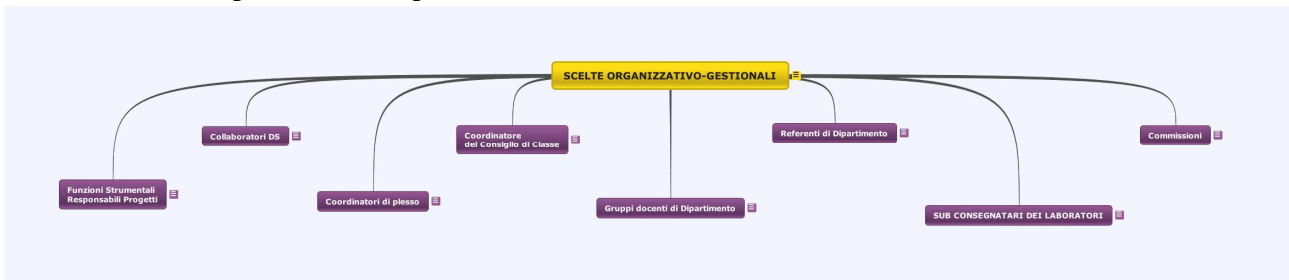 SCELTE ORGANIZZATIVO-GESTIONALI
Collaboratori DS
Coordinatore
del Consiglio di Classe
Referenti di Dipartimento
Commissioni
Funzioni Strumentali
Responsabili Progetti
Coordinatori di plesso
Gruppi docenti di Dipartimento
SUB CONSEGNATARI DEI LABORATORI